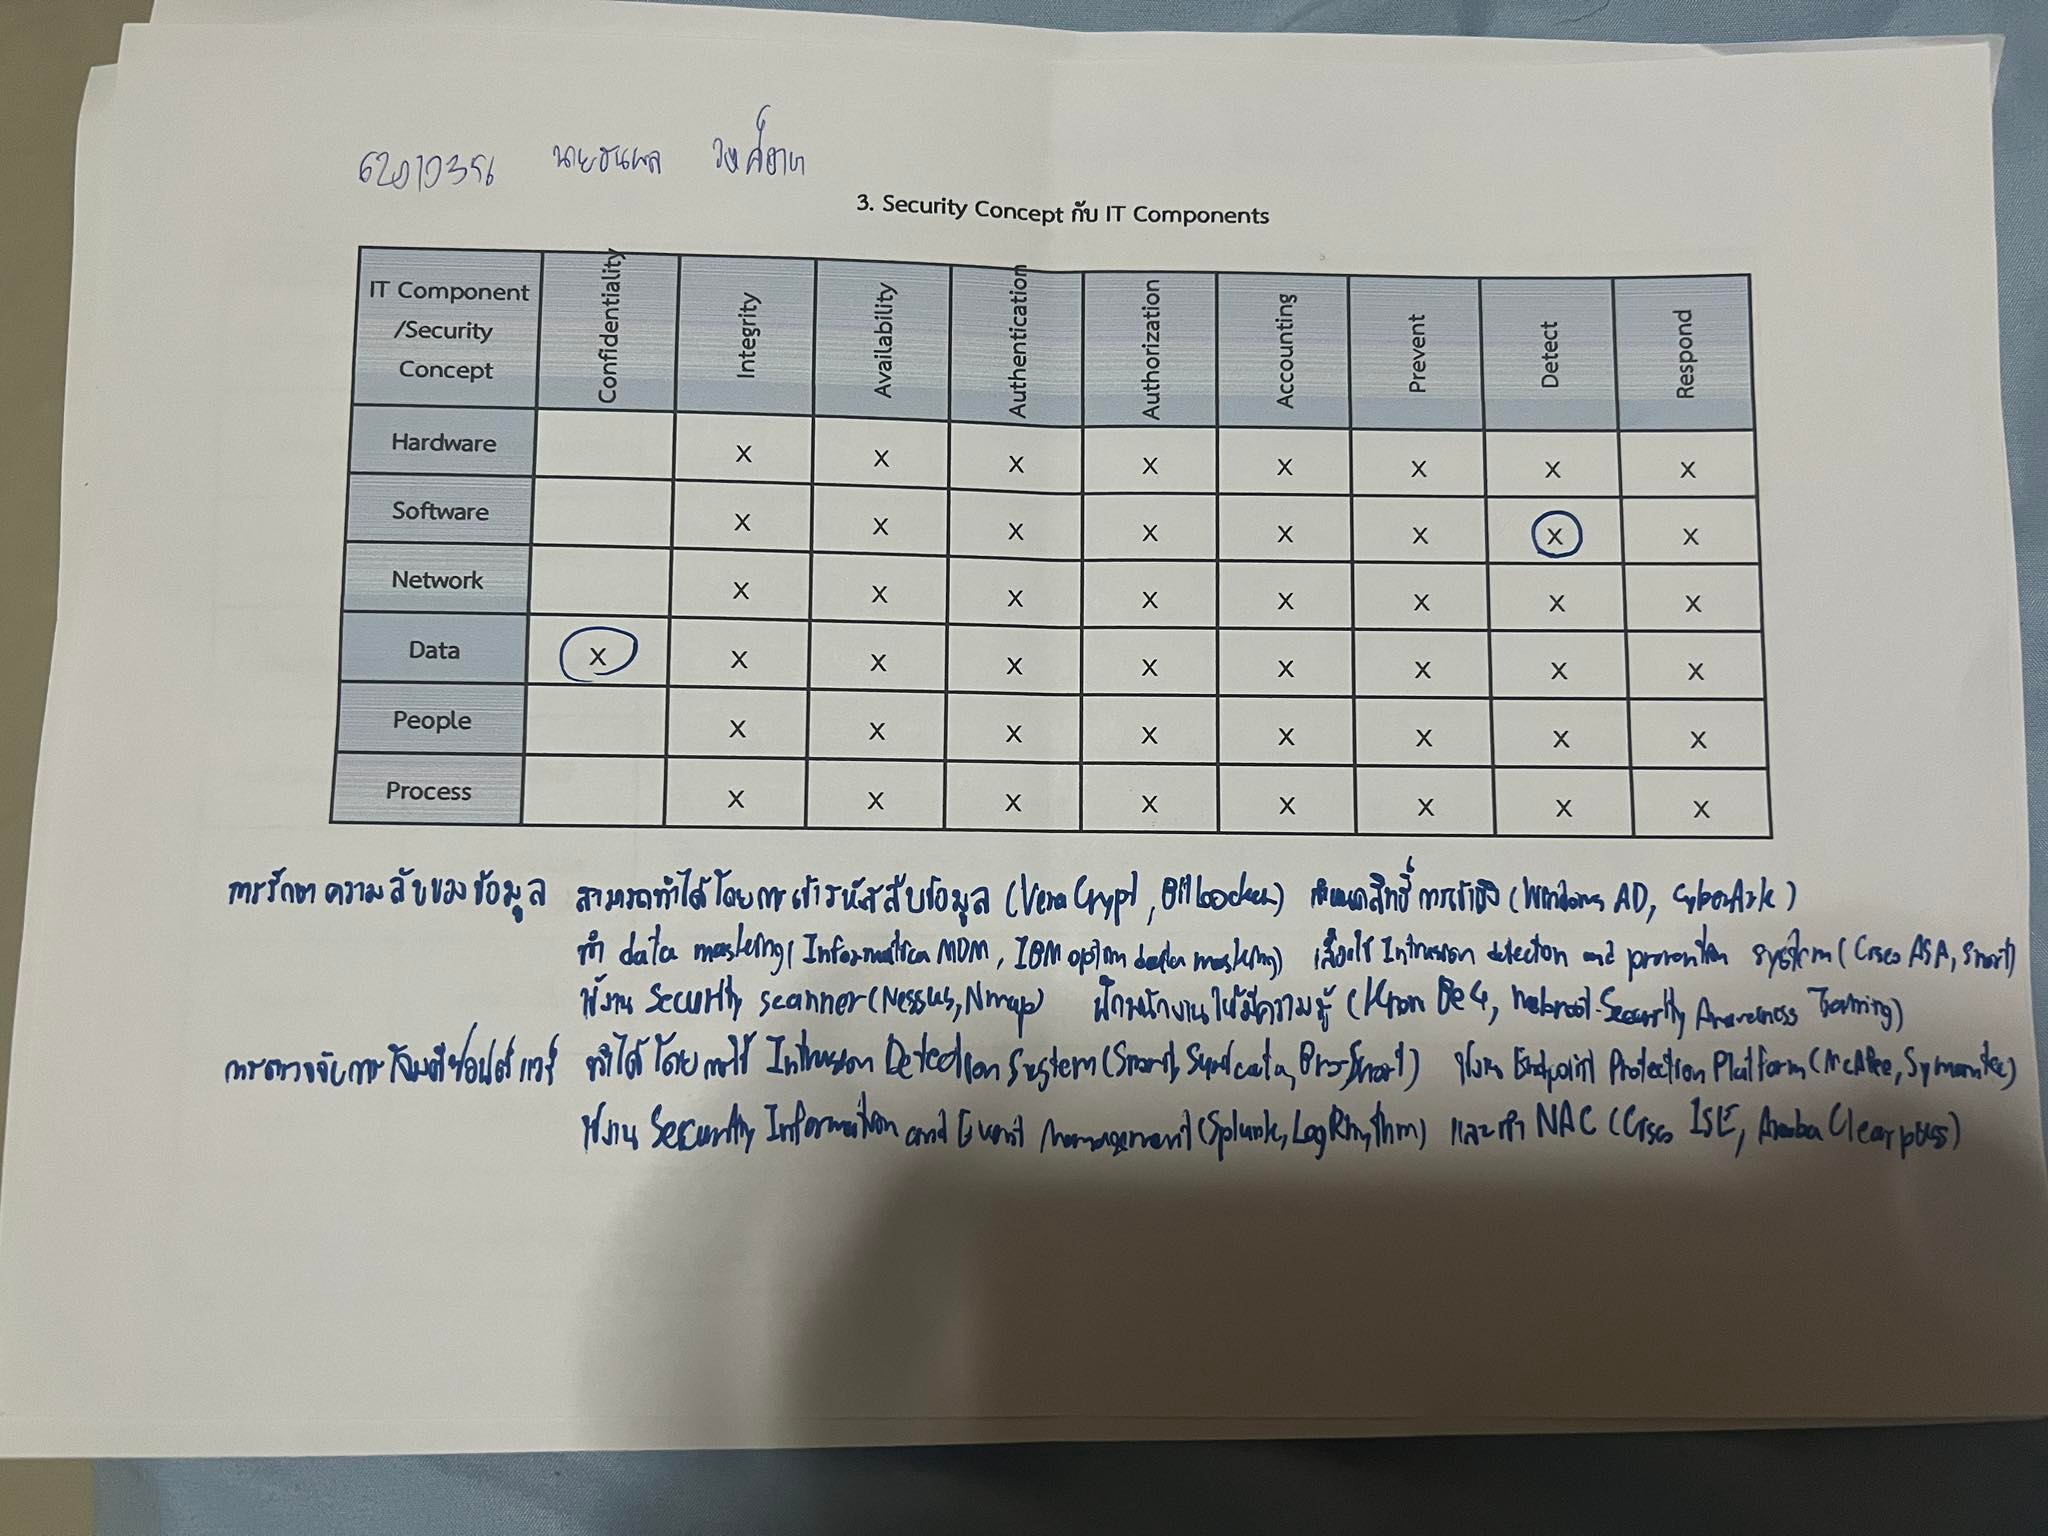 62010356 นายธนพล วงศ์อาษา
3. Security Concept กับ IT Components
IT Component /Security Concept Confidentiality Integrity Availability Authentication Authorization Accounting Prevent Detect Respond
Hardware X X X X X X X X
Software X X X X X X X X
Network X X X X X X X X
Data X X X X X X X X X
People X X X X X X X X
Process X X X X X X X X
การรักษาความลับของข้อมูล สามารถทำได้โดยการเข้ารหัสลับข้อมูล (VeraCrypt, BitLocker) กำหนดสิทธิ์การเข้าถึง (Windows AD, CyberArk)
ทำ data masking (Informatica MDM, IBM optim data masking) เลือกใช้ Intrusion detection and prevention system (Cisco ASA, Snort)
ใช้งาน Security scanner (Nessus, Nmap) ฝึกพนักงานให้มีความรู้ (Know Be4, Webroot Security Awareness Training)
การตรวจจับการโจมตีซอฟต์แวร์ ทำได้โดยการใช้ Intrusion Detection System (Snort, ใช้งาน Endpoint Protection Platform (McAfee, Symantec)
ใช้งาน Security Information and Event Management (Splunk, LogRhythm) และทำ NAC (Cisco ISE, Aruba Clearpass)